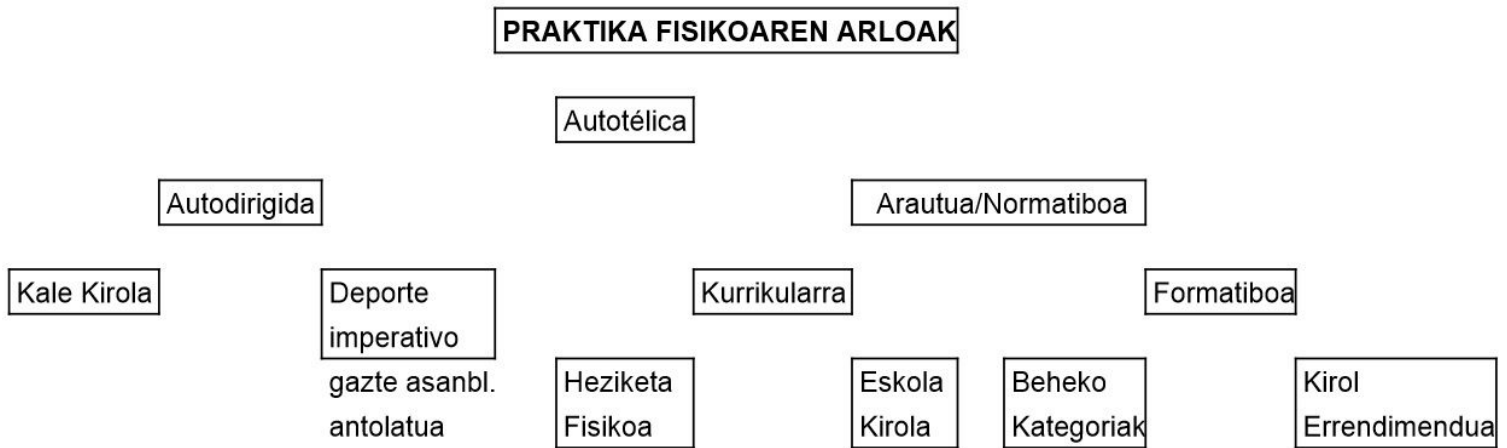 PRAKTIKA FISIKOAREN ARLOAK
Autotélica
Autodirigida
Arautua/Normatiboa
Kale Kirola
Deporte
imperativo
gazte asanbl.
antolatua
Kurrikularra
Formatiboa
Heziketa
Fisikoa
Eskola
Kirola
Beheko
Kategoriak
Kirol
Errendimendua